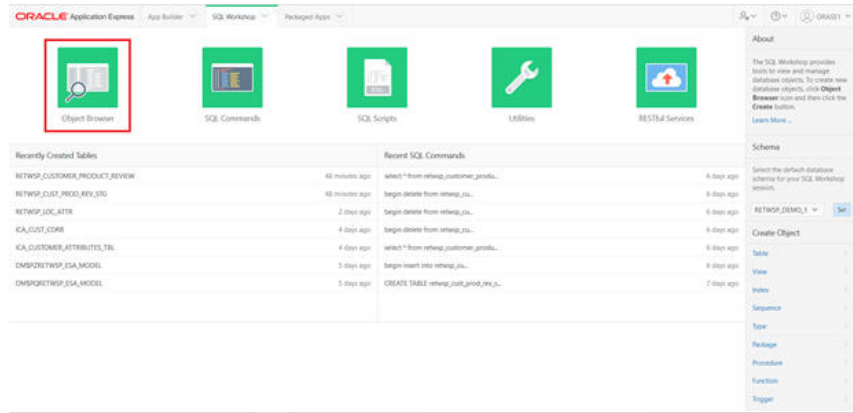 ORACLE Application Express App Builder SQL Workshop Packaged Apps ORASE1
Object Browser
SQL Commands
SQL Scripts
Utilities
RESTful Services
SQL
Recently Created Tables
RETWSP_CUSTOMER_PRODUCT_REVIEW 48 minutes ago
RETWSP_CUST_PROD_REV_STG 48 minutes ago
RETWSP_LOC_ATTR 2 days ago
ICA_CUST_CORR 4 days ago
ICA_CUSTOMER_ATTRIBUTES_TBL 4 days ago
DM$PZRETWSP_ESA_MODEL 5 days ago
DM$PQRETWSP_ESA_MODEL 5 days ago
Recent SQL Commands
select * from retwsp_customer_produ... 6 days ago
begin delete from retwsp_cu... 6 days ago
begin delete from retwsp_cu... 6 days ago
begin delete from retwsp_cu... 6 days ago
select * from retwsp_customer_produ... 6 days ago
begin insert into retwsp_cu... 6 days ago
CREATE TABLE retwsp_cust_prod_rev_s... 7 days ago
About
The SQL Workshop provides
tools to view and manage
database objects. To create new
database objects, click Object
Browser icon and then click the
Create button.
Learn More ...
Schema
Select the default database
schema for your SQL Workshop
session.
RETWSP_DEMO_1 Set
Create Object
Table
View
Index
Sequence
Type
Package
Procedure
Function
Trigger